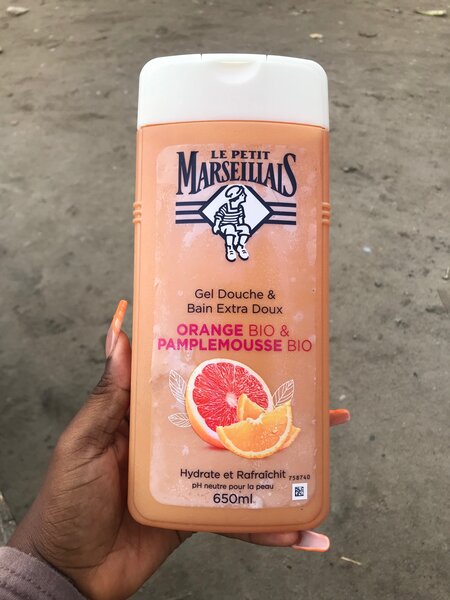 LE PETIT
MARSEILLAIS
Gel Douche &
Bain Extra Doux
ORANGE BIO &
PAMPLEMOUSSE BIO
Hydrate et Rafraîchit
pH neutre pour la peau
758740
650ml